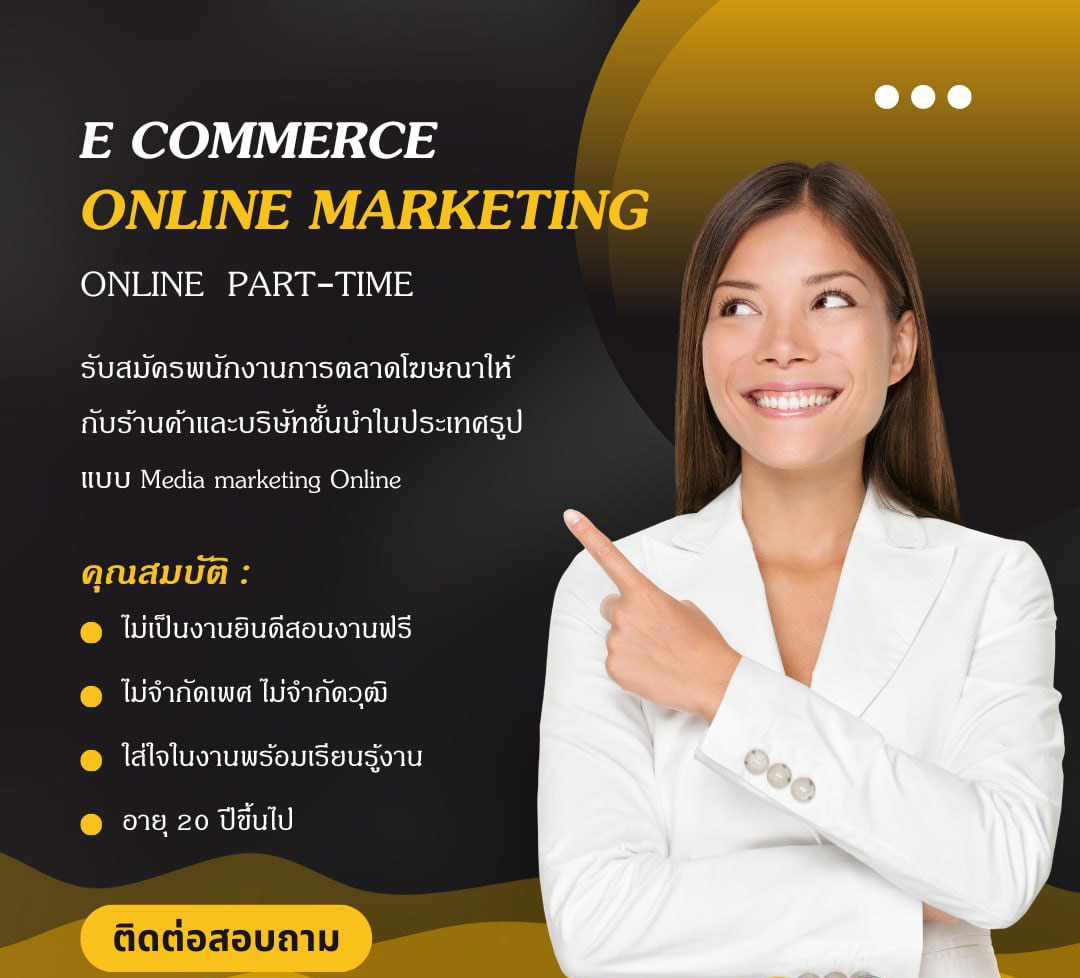 E COMMERCE
ONLINE MARKETING
ONLINE PART-TIME
รับสมัครพนักงานการตลาดโฆษณาให้
กับร้านค้าและบริษัทชั้นนำในประเทศรูป
แบบ Media marketing Online
คุณสมบัติ :
ไม่เป็นงานยินดีสอนงานฟรี
ไม่จำกัดเพศ ไม่จำกัดวุฒิ
ใส่ใจในงานพร้อมเรียนรู้งาน
อายุ 20 ปีขึ้นไป
ติดต่อสอบถาม